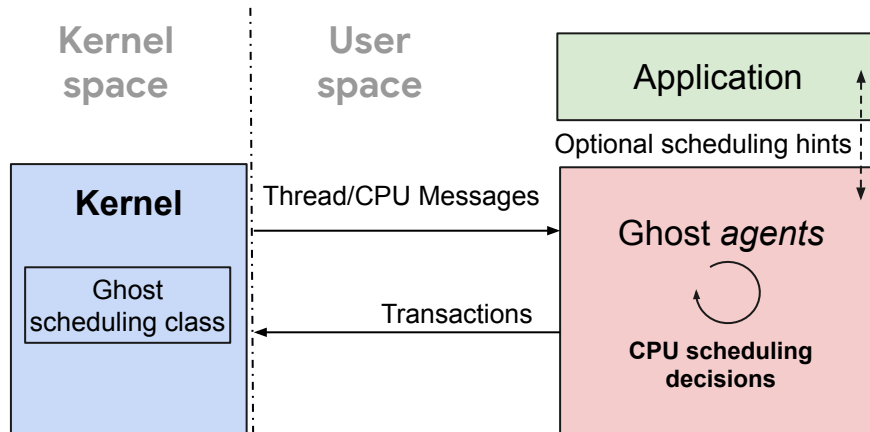 Kernel
space
User
space
Application
Optional scheduling hints
Kernel
Thread/CPU Messages
Ghost agents
Ghost
scheduling class
Transactions
CPU scheduling
decisions